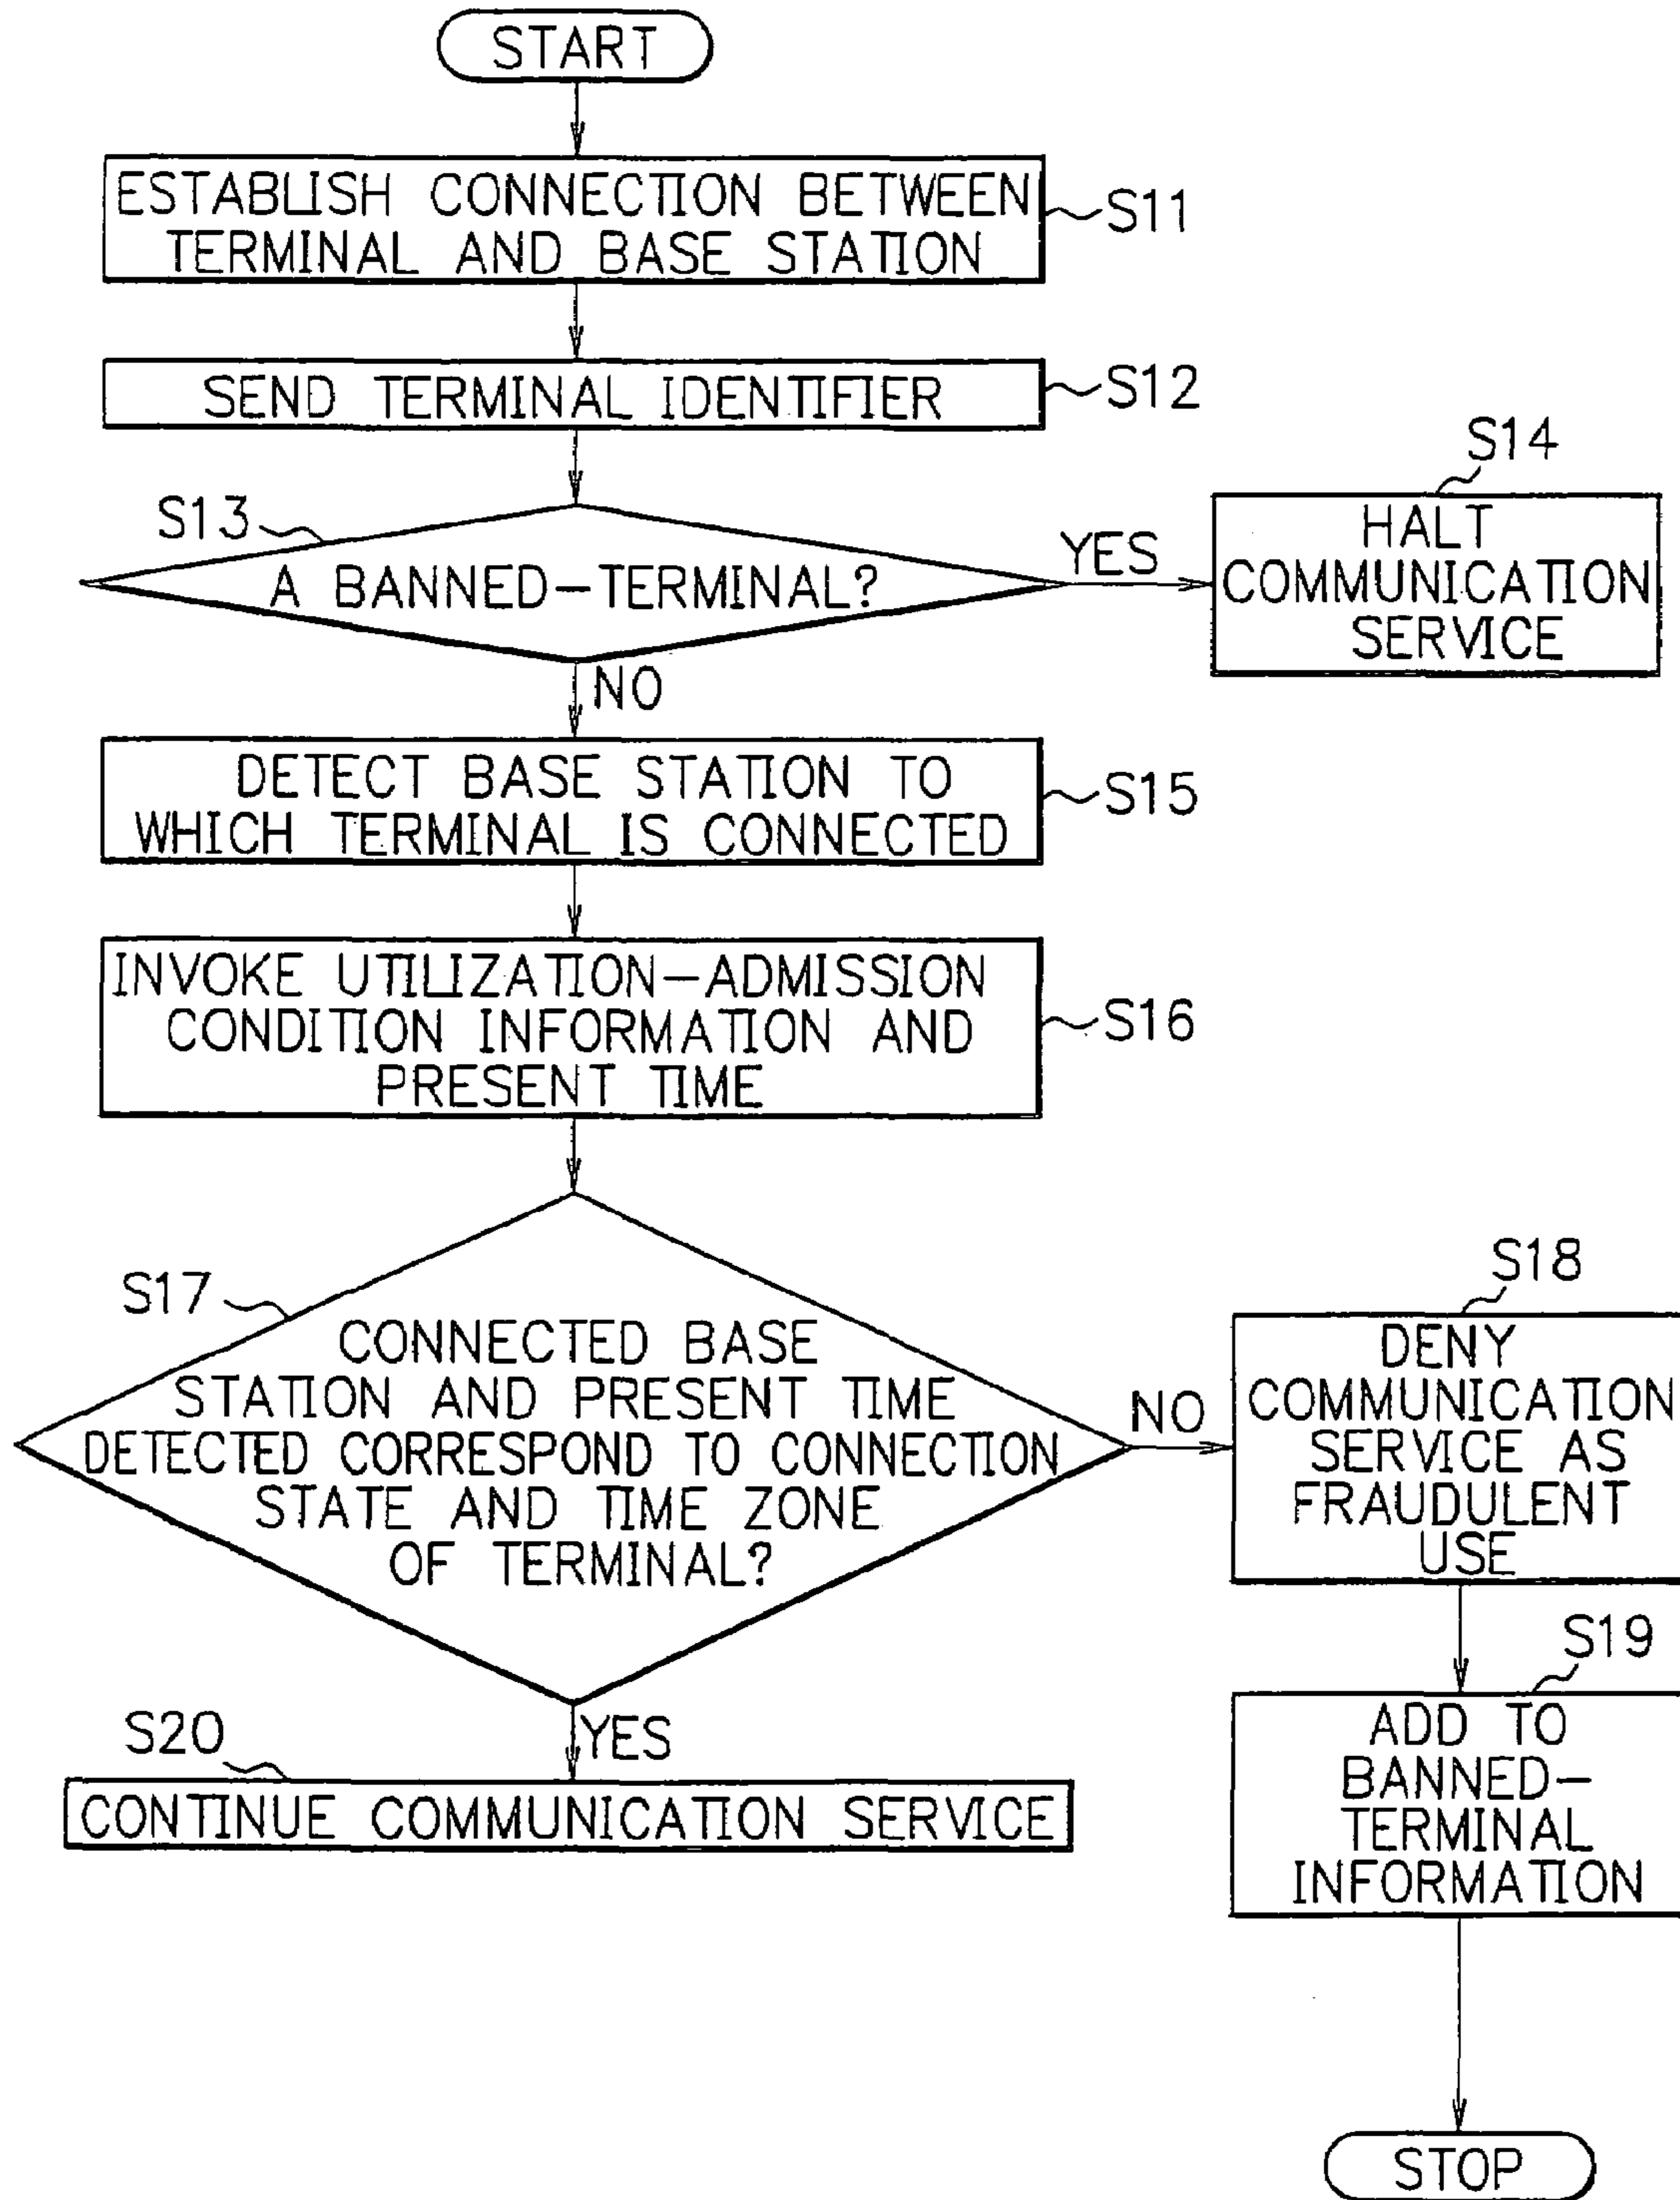 START
ESTABLISH CONNECTION BETWEEN
TERMINAL AND BASE STATION
S11
SEND TERMINAL IDENTIFIER
S12
S13
A BANNED-TERMINAL?
YES
S14
HALT
COMMUNICATION
SERVICE
NO
DETECT BASE STATION TO
WHICH TERMINAL IS CONNECTED
S15
INVOKE UTILIZATION-ADMISSION
CONDITION INFORMATION AND
PRESENT TIME
S16
S17
CONNECTED BASE
STATION AND PRESENT TIME
DETECTED CORRESPOND TO CONNECTION
STATE AND TIME ZONE
OF TERMINAL?
NO
S18
DENY
COMMUNICATION
SERVICE AS
FRAUDULENT
USE
S19
ADD TO
BANNED-
TERMINAL
INFORMATION
YES
S20
CONTINUE COMMUNICATION SERVICE
STOP